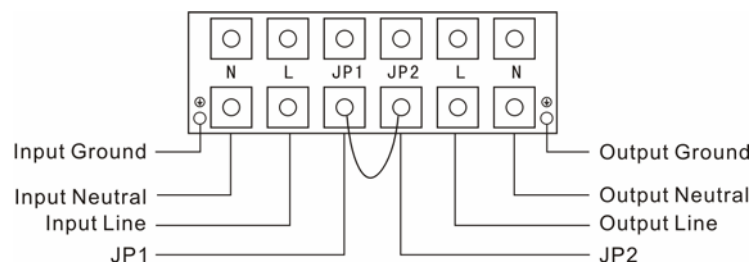 N L JP1 JP2 L N
Input Ground Output Ground
Input Neutral Output Neutral
Input Line Output Line
JP1 JP2